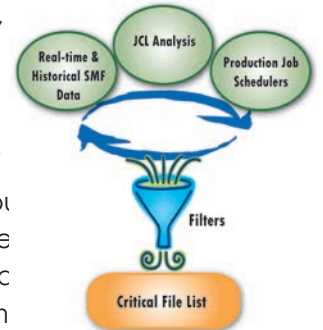 JCL Analysis
Real-time &
Historical SMF
Data
Production Job
Schedulers
Filters
Critical File List